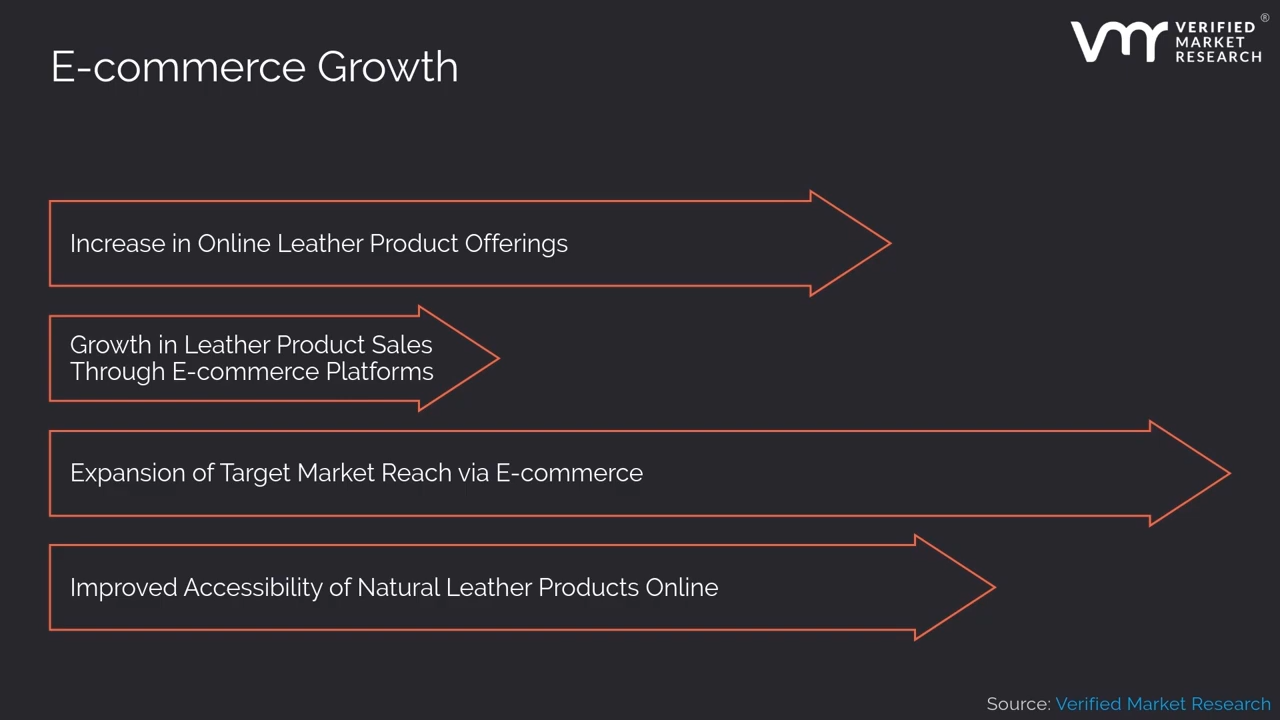 E-commerce Growth
vmr
VERIFIED
MARKET
RESEARCH
®
Increase in Online Leather Product Offerings
Growth in Leather Product Sales
Through E-commerce Platforms
Expansion of Target Market Reach via E-commerce
Improved Accessibility of Natural Leather Products Online
Source: Verified Market Research